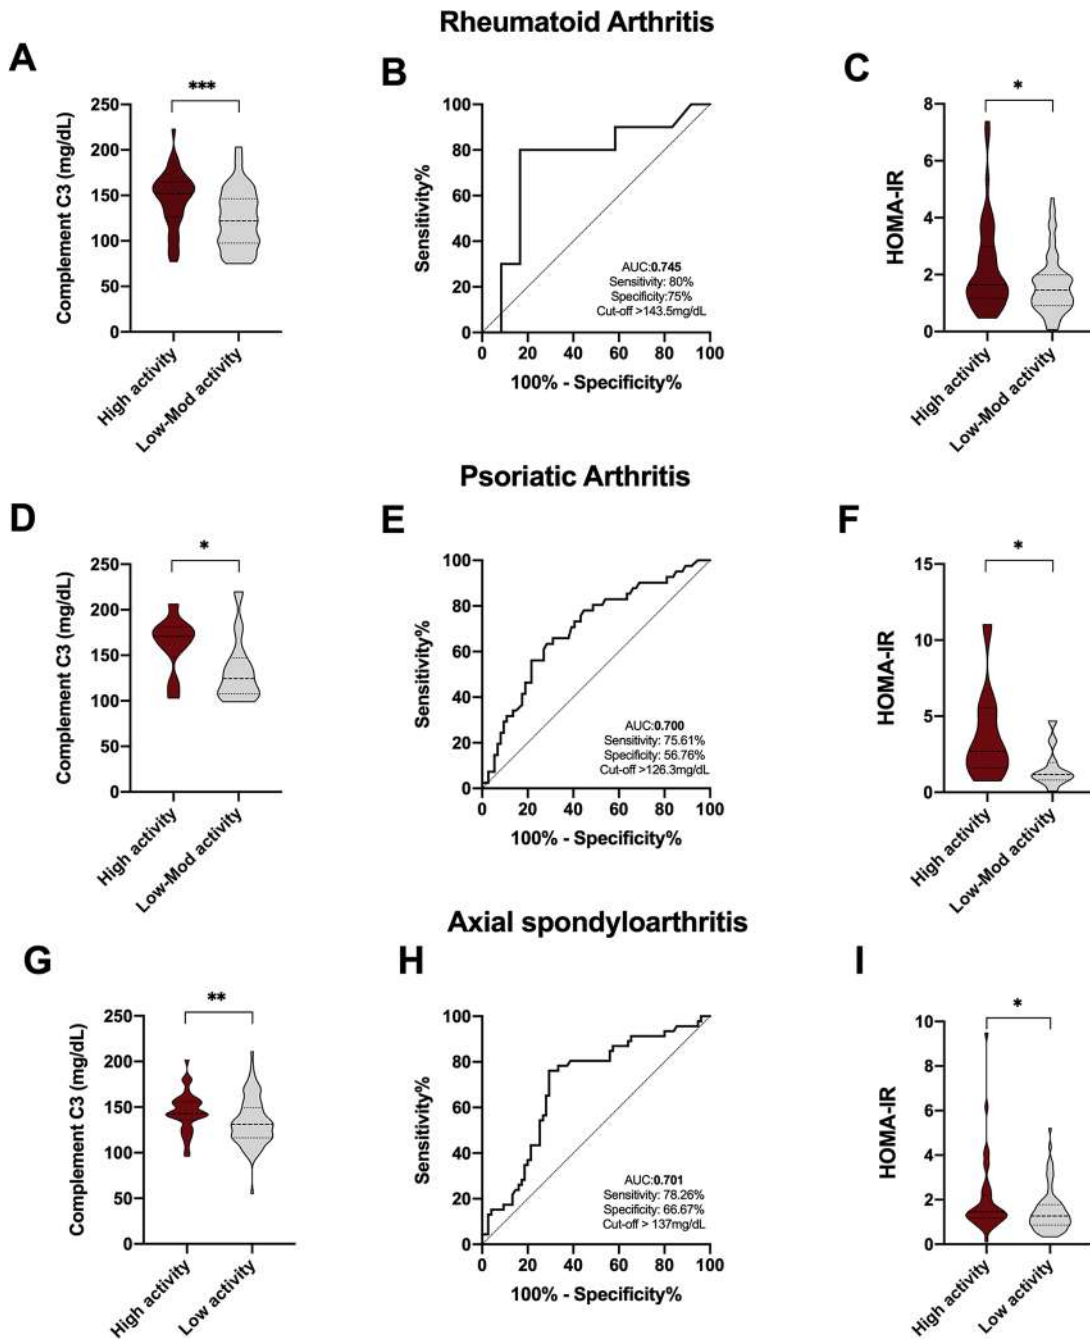 Rheumatoid Arthritis
A
B
C
***
*
Complement C3 (mg/dL)
250
200
150
100
50
0
High activity
Low-Mod activity
Sensitivity%
100
80
60
40
20
0
AUC:0.745
Sensitivity: 80%
Specificity:75%
Cut-off >143.5mg/dL
0 20 40 60 80 100
100% - Specificity%
HOMA-IR
8
6
4
2
0
High activity
Low-Mod activity
Psoriatic Arthritis
D
E
F
*
*
Complement C3 (mg/dL)
250
200
150
100
50
0
High activity
Low-Mod activity
Sensitivity%
100
80
60
40
20
0
AUC:0.700
Sensitivity: 75.61%
Specificity: 56.76%
Cut-off >126.3mg/dL
0 20 40 60 80 100
100% - Specificity%
HOMA-IR
15
10
5
0
High activity
Low-Mod activity
Axial spondyloarthritis
G
H
I
**
*
Complement C3 (mg/dL)
250
200
150
100
50
0
High activity
Low activity
Sensitivity%
100
80
60
40
20
0
AUC:0.701
Sensitivity: 78.26%
Specificity: 66.67%
Cut-off > 137mg/dL
0 20 40 60 80 100
100% - Specificity%
HOMA-IR
10
8
6
4
2
0
High activity
Low activity